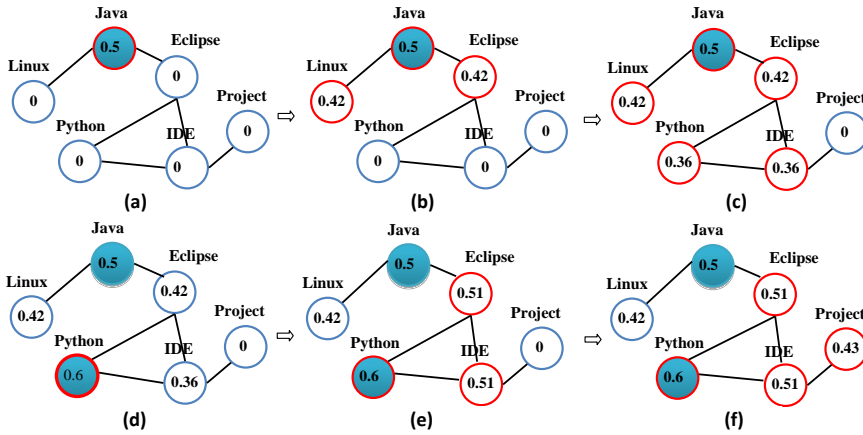 Java
0.5
Eclipse
0
Linux
0
Project
0
Python
0
IDE
0
(a)
⇨
Java
0.5
Eclipse
0.42
Linux
0.42
Project
0
Python
0
IDE
0
(b)
⇨
Java
0.5
Eclipse
0.42
Linux
0.42
Project
0
Python
0.36
IDE
0.36
(c)
Java
0.5
Eclipse
0.42
Linux
0.42
Project
0
Python
0.6
IDE
0.36
(d)
⇨
Java
0.5
Eclipse
0.51
Linux
0.42
Project
0
Python
0.6
IDE
0.51
(e)
⇨
Java
0.5
Eclipse
0.51
Linux
0.42
Project
0.43
Python
0.6
IDE
0.51
(f)